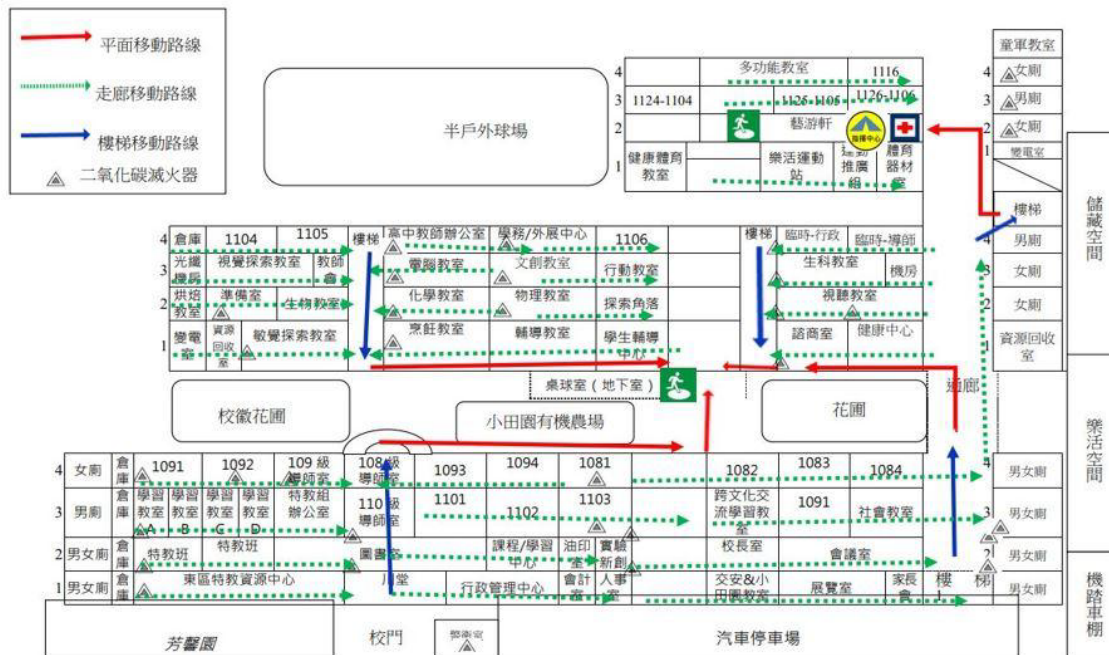 平面移動路線
走廊移動路線
樓梯移動路線
二氧化碳滅火器
半戶外球場
4 多功能教室 1116
3 1124-1104 1125-1105 1126-1106
2 藝游軒 指揮中心
1 健康體育教室 樂活運動站 運動推廣組 體育器材室
童軍教室
4 女廁
3 男廁
2 女廁
1 變電室
樓梯
4 男廁
3 女廁
2 女廁
1 資源回收室
儲藏空間
樂活空間
機踏車棚
4 倉庫 1104 1105 樓梯 高中教師辦公室 學務/外展中心 1106 樓梯 臨時-行政 臨時-導師
3 光纖機房 視覺探索教室 教師會 電腦教室 文創教室 行動教室 生科教室 機房
2 烘焙教室 準備室 生物教室 化學教室 物理教室 探索角落 視聽教室
1 變電室 資源回收室 敏覺探索教室 烹飪教室 輔導教室 學生輔導中心 諮商室 健康中心
桌球室（地下室）
通廊
校徽花圃
小田園有機農場
花圃
4 女廁 倉庫 1091 1092 109 級導師室 108 級導師室 1093 1094 1081 1082 1083 1084 4 男女廁
3 男廁 倉庫 學習教室A 學習教室B 學習教室C 學習教室D 特教組辦公室 110 級導師室 1101 1102 1103 跨文化交流學習教室 1091 社會教室 3 男女廁
2 男女廁 倉庫 特教班 特教班 圖書室 課程/學習中心 油印室 實驗新創 校長室 會議室 2 男女廁
1 男女廁 倉庫 東區特教資源中心 川堂 行政管理中心 會計室 人事室 交安&小田園教室 展覽室 家長會 樓梯 1 男女廁
芳馨園
校門
警衛室
汽車停車場